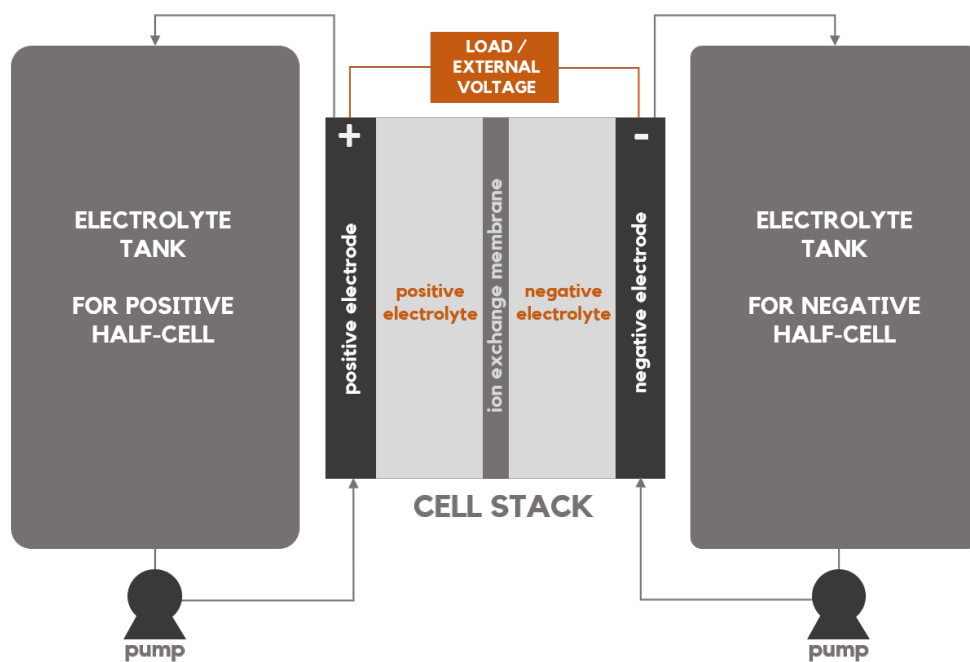 LOAD /
EXTERNAL
VOLTAGE
+
-
ELECTROLYTE
TANK
FOR POSITIVE
HALF-CELL
positive electrode
positive
electrolyte
ion exchange membrane
negative
electrolyte
negative electrode
ELECTROLYTE
TANK
FOR NEGATIVE
HALF-CELL
CELL STACK
pump
pump